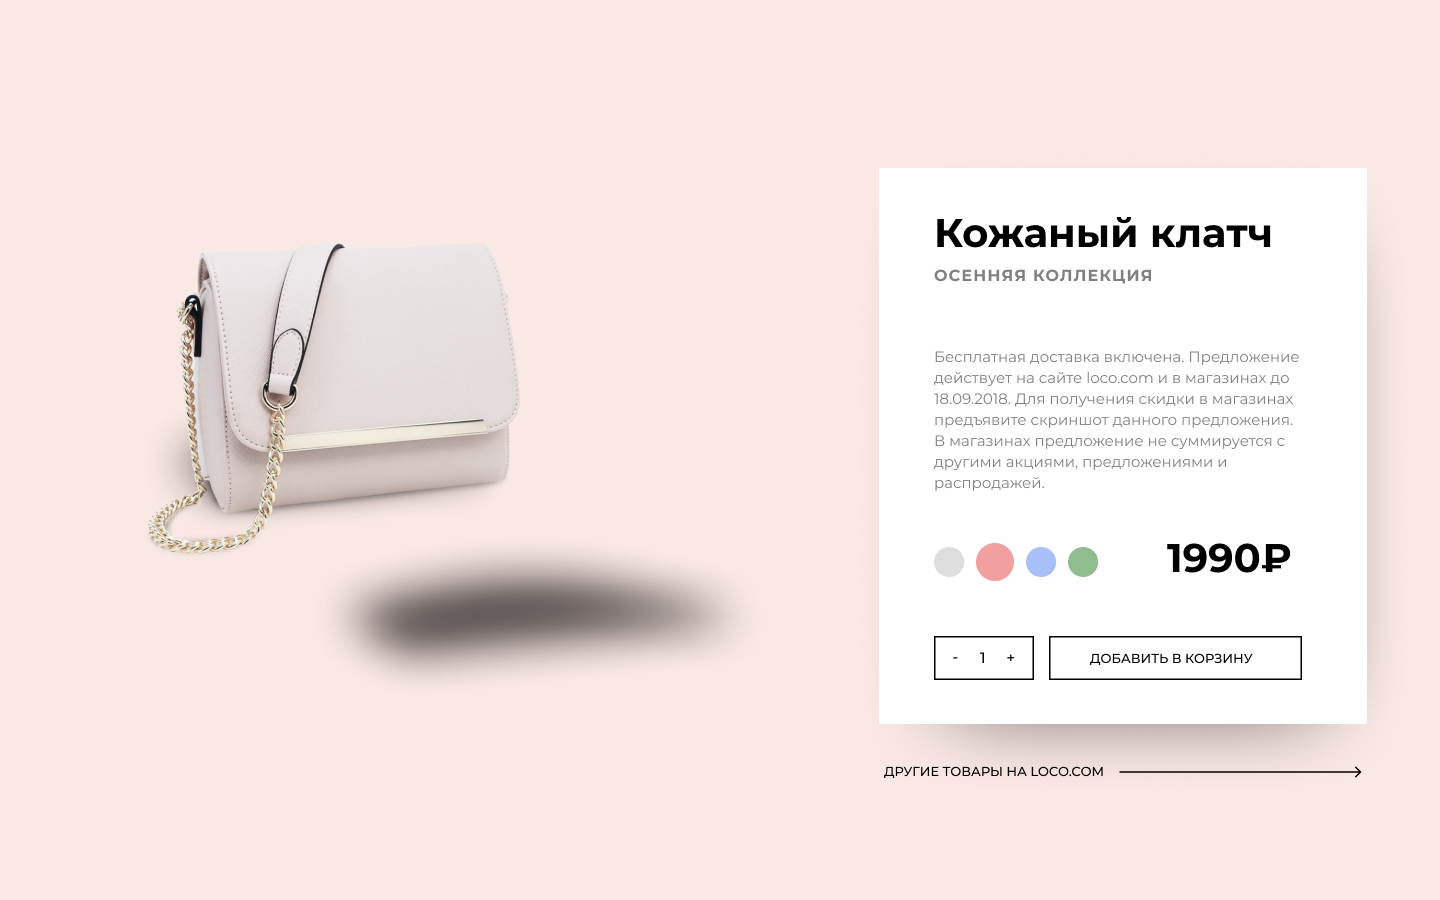 Кожаный клатч
ОСЕННЯЯ КОЛЛЕКЦИЯ
Бесплатная доставка включена. Предложение
действует на сайте loco.com и в магазинах до
18.09.2018. Для получения скидки в магазинах
предъявите скриншот данного предложения.
В магазинах предложение не суммируется с
другими акциями, предложениями и
распродажей.
1990₽
- 1 +
ДОБАВИТЬ В КОРЗИНУ
ДРУГИЕ ТОВАРЫ НА LOCO.COM